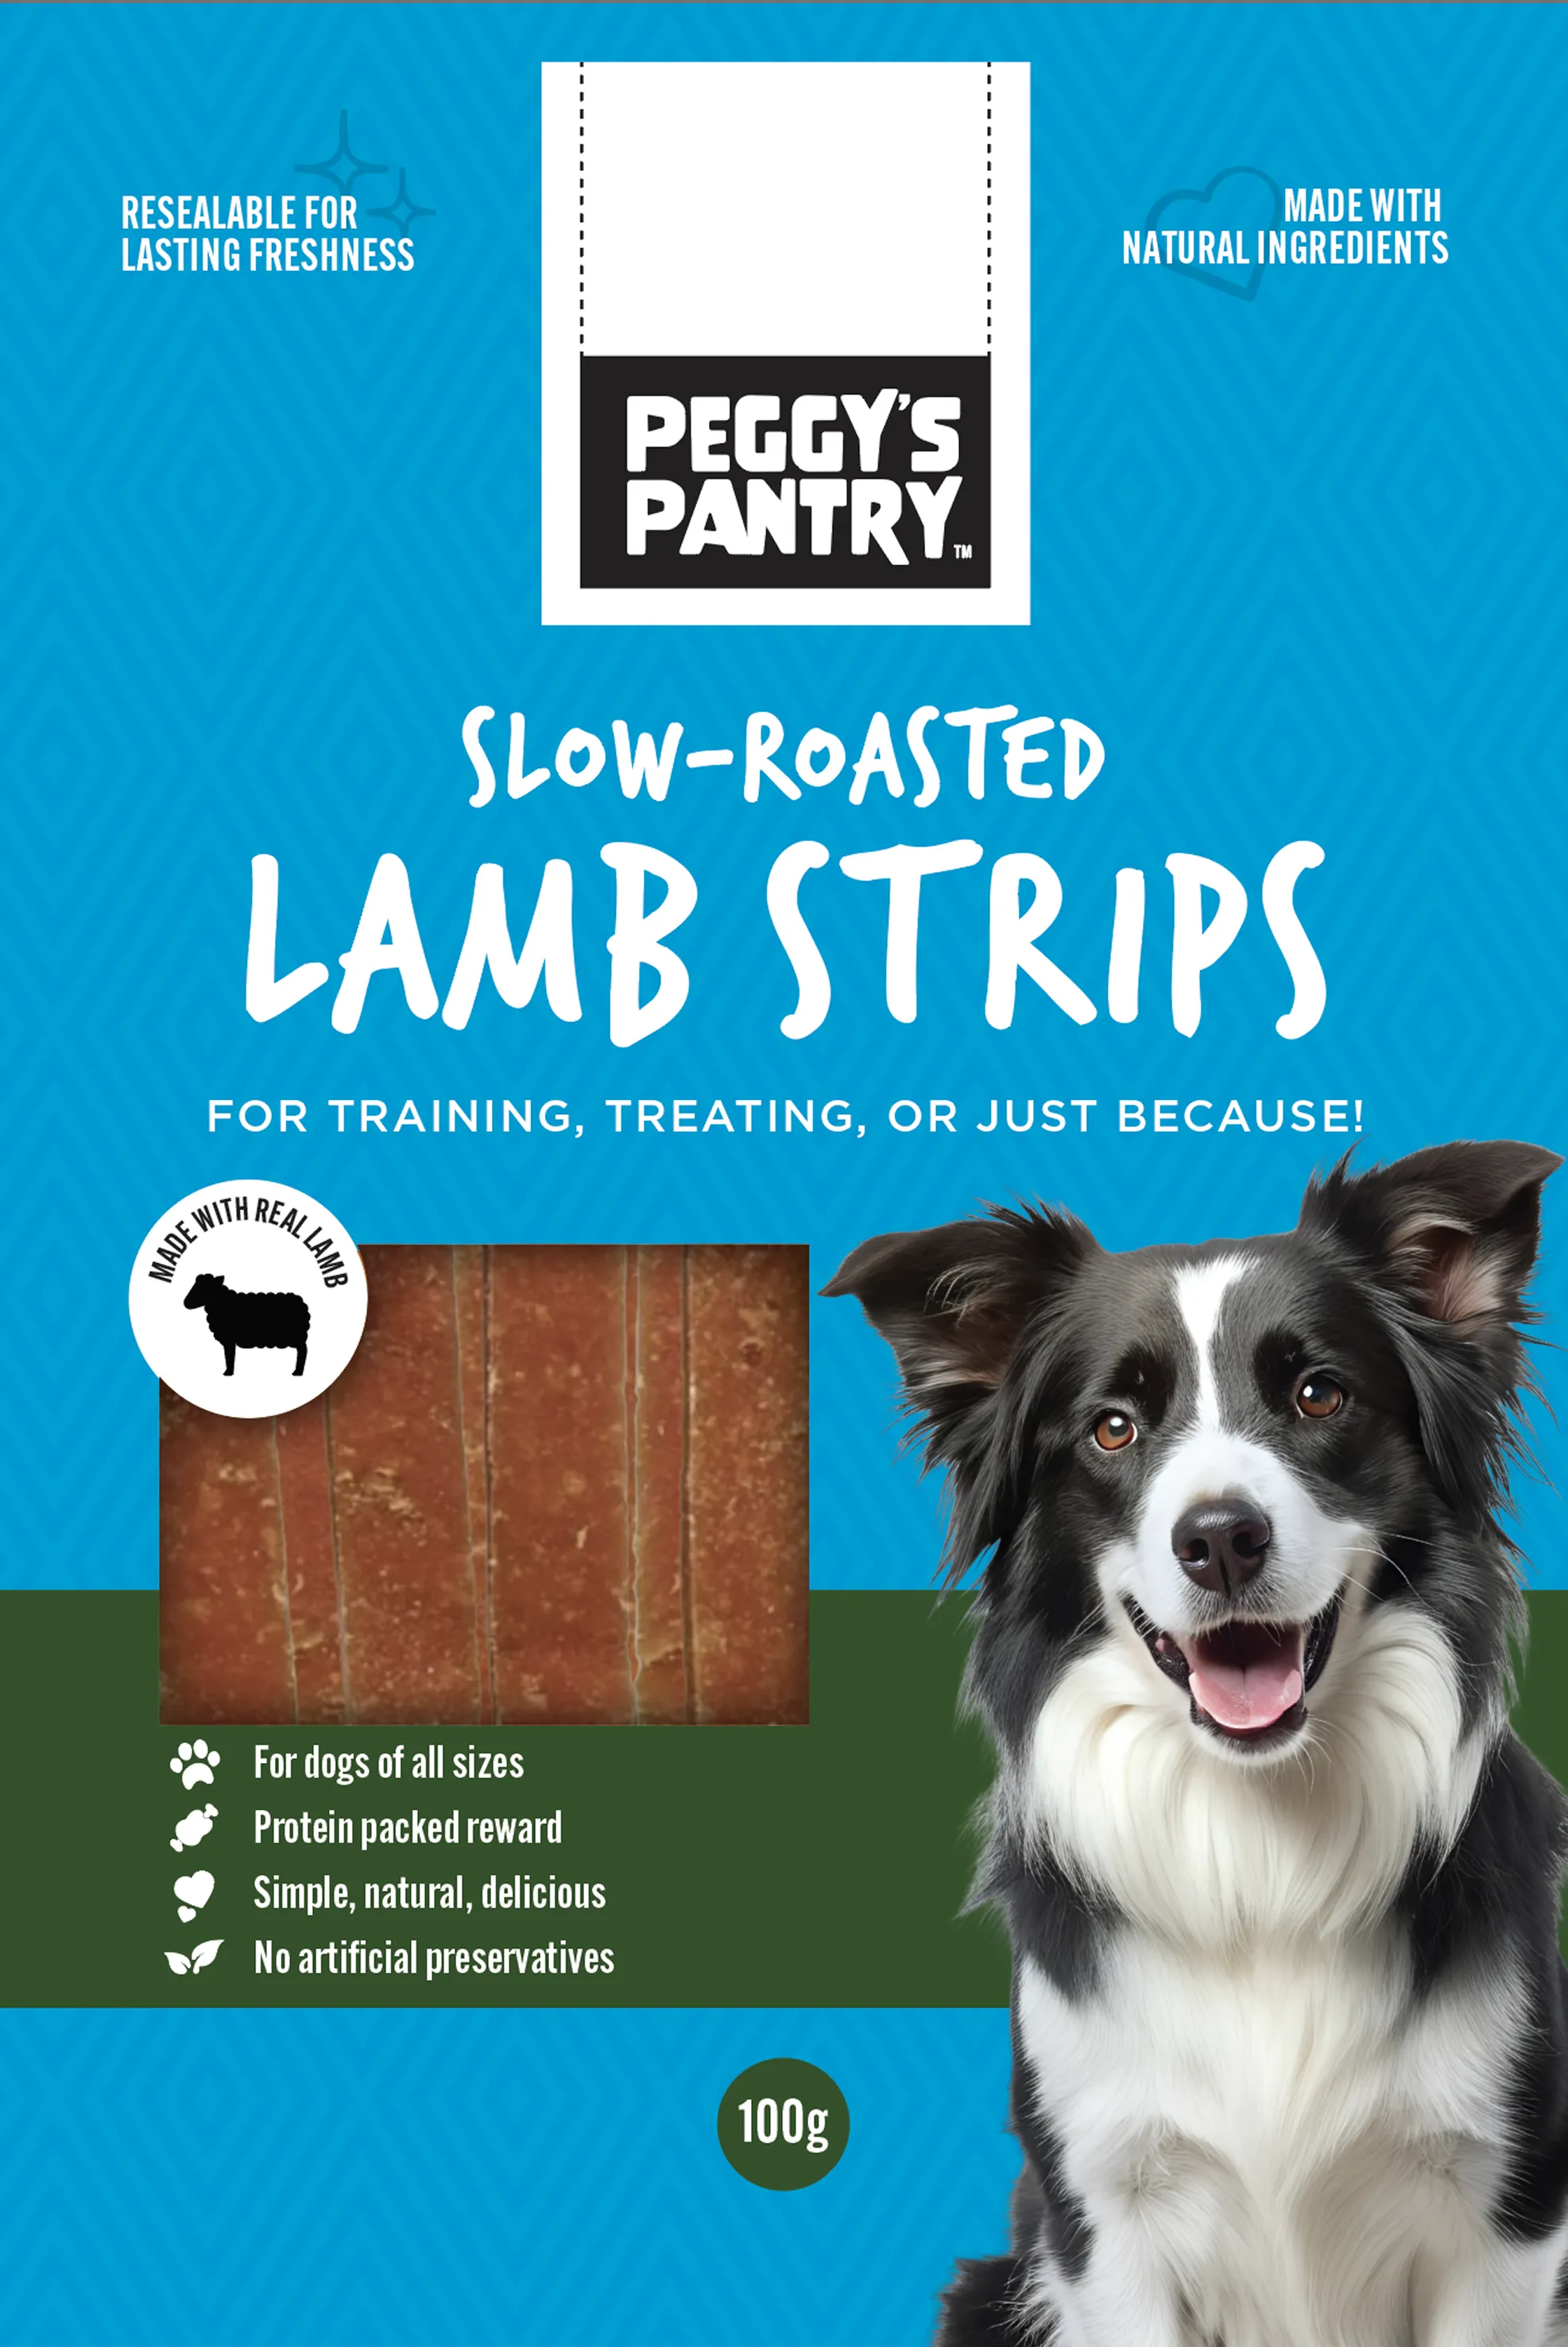 RESEALABLE FOR
LASTING FRESHNESS
MADE WITH
NATURAL INGREDIENTS
PEGGY'S
PANTRY™
SLOW-ROASTED
LAMB STRIPS
FOR TRAINING, TREATING, OR JUST BECAUSE!
MADE WITH REAL LAMB
For dogs of all sizes
Protein packed reward
Simple, natural, delicious
No artificial preservatives
100g